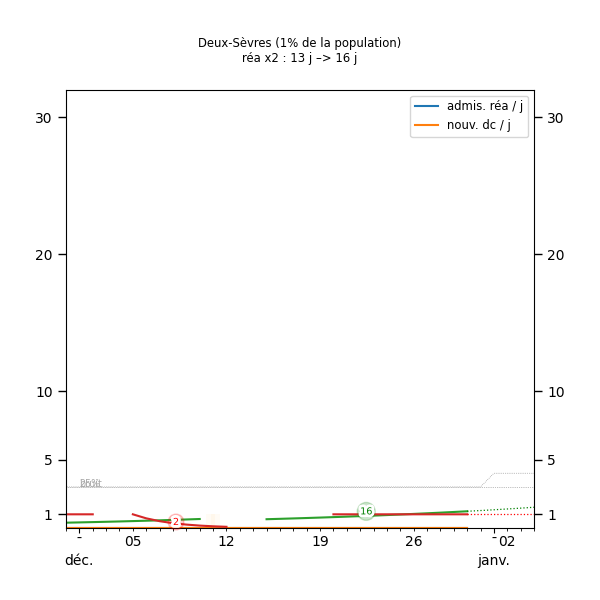 Deux-Sèvres (1% de la population)
réa x2 : 13 j –> 16 j
admis. réa / j
nouv. dc / j
30
30
20
20
10
10
5
5
1
1
2
16
05
12
19
26
02
déc.
janv.